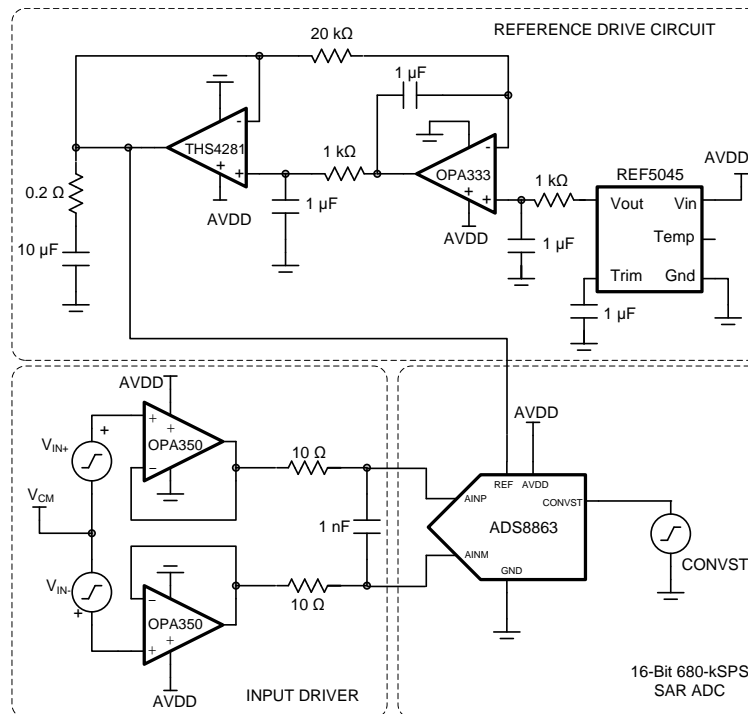 20 kΩ
REFERENCE DRIVE CIRCUIT
1 µF
-
THS4281
+
+
1 kΩ
-
OPA333
+
+
REF5045
AVDD
0.2 Ω
1 kΩ
Vout
Vin
AVDD
1 µF
AVDD
Temp
10 µF
1 µF
Trim
Gnd
1 µF
AVDD
AVDD
+
VIN+
+
+
OPA350
−
10 Ω
REF
AVDD
CONVST
VCM
AINP
1 nF
ADS8863
AINM
VIN-
−
OPA350
10 Ω
GND
CONVST
+
+
+
AVDD
INPUT DRIVER
16-Bit 680-kSPS
SAR ADC